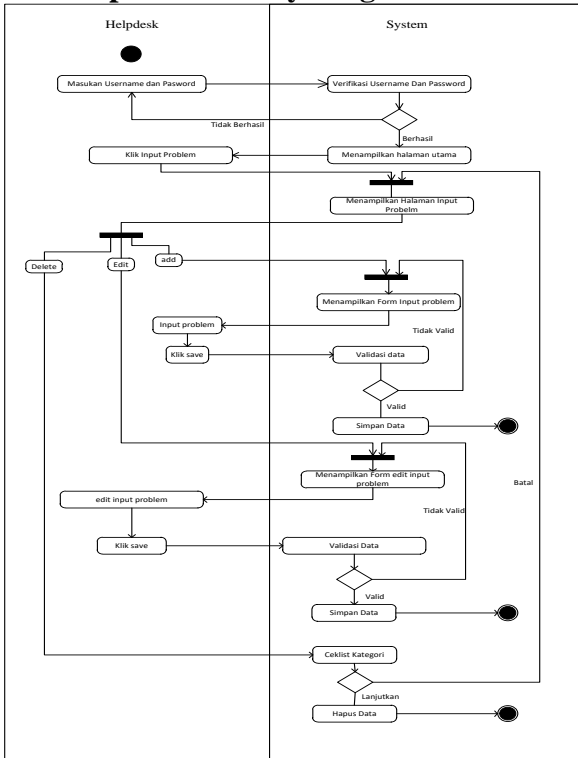 Helpdesk
System
Masukan Username dan Pasword
Verifikasi Username Dan Password
Tidak Berhasil
Berhasil
Klik Input Problem
Menampilkan halaman utama
Menampilkan Halaman Input
Probelm
Delete
Edit
add
Menampilkan Form Input problem
Input problem
Tidak Valid
Klik save
Validasi data
Valid
Simpan Data
Menampilkan Form edit input
problem
Batal
edit input problem
Tidak Valid
Klik save
Validasi Data
Valid
Simpan Data
Ceklist Kategori
Lanjutkan
Hapus Data